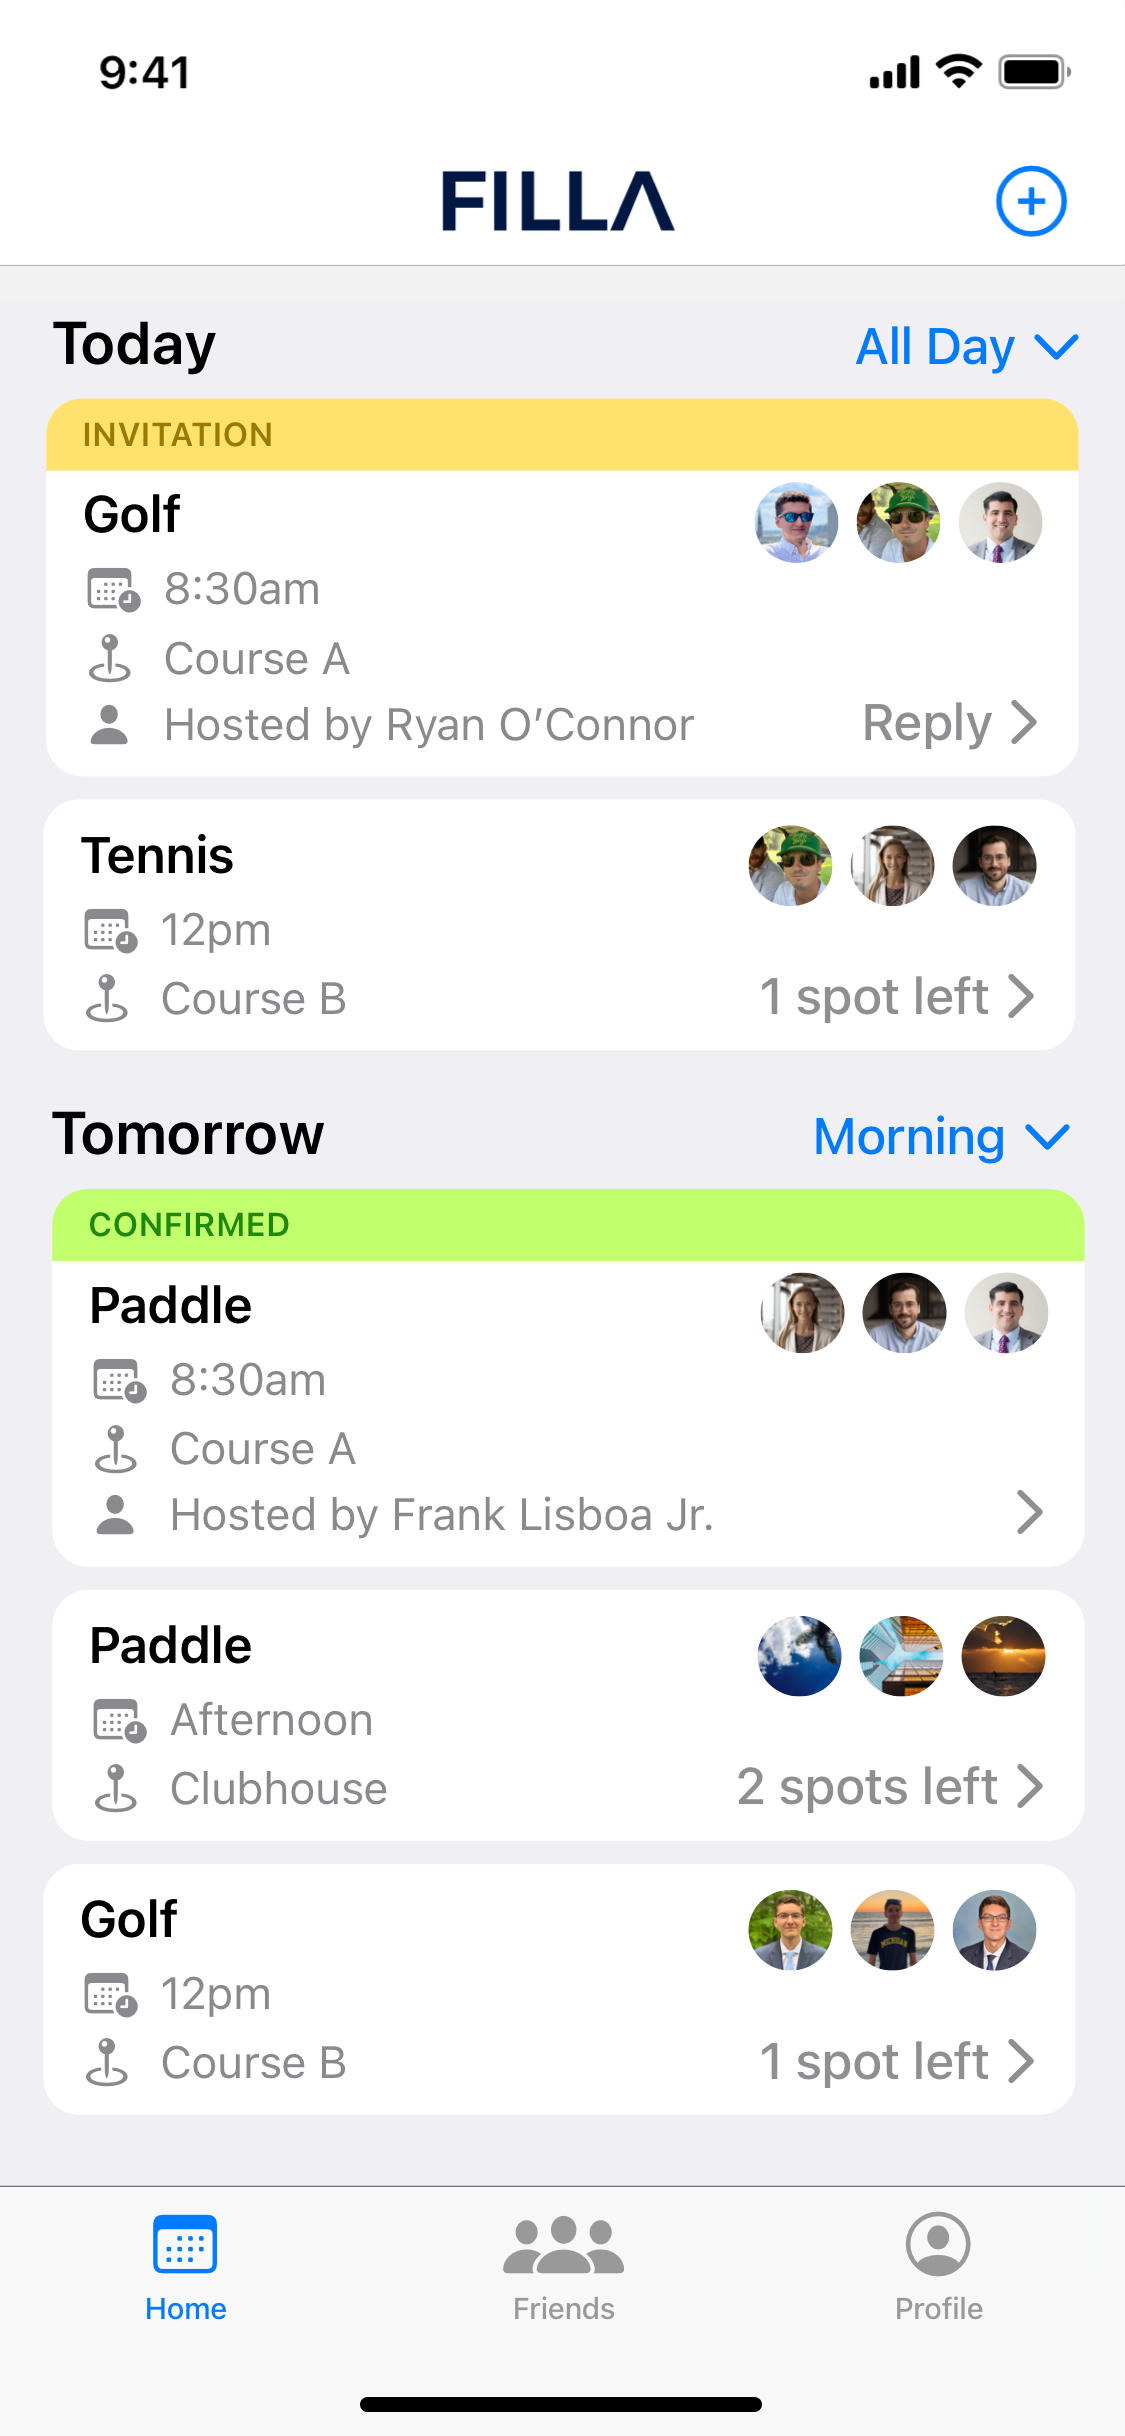 9:41
FILLA
Today
All Day
INVITATION
Golf
8:30am
Course A
Hosted by Ryan O’Connor
Reply
Tennis
12pm
Course B
1 spot left
Tomorrow
Morning
CONFIRMED
Paddle
8:30am
Course A
Hosted by Frank Lisboa Jr.
Paddle
Afternoon
Clubhouse
2 spots left
Golf
MICHIGAN
12pm
Course B
1 spot left
Home
Friends
Profile